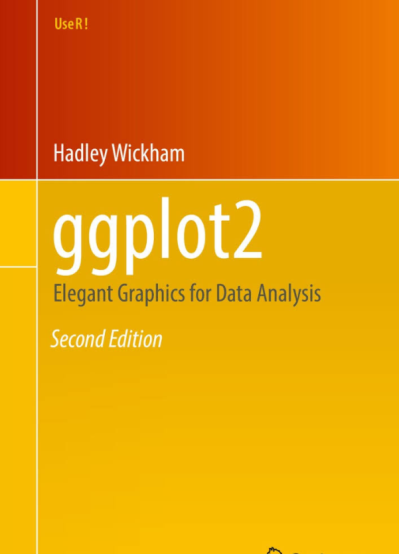 Use R!
Hadley Wickham
ggplot2
Elegant Graphics for Data Analysis
Second Edition